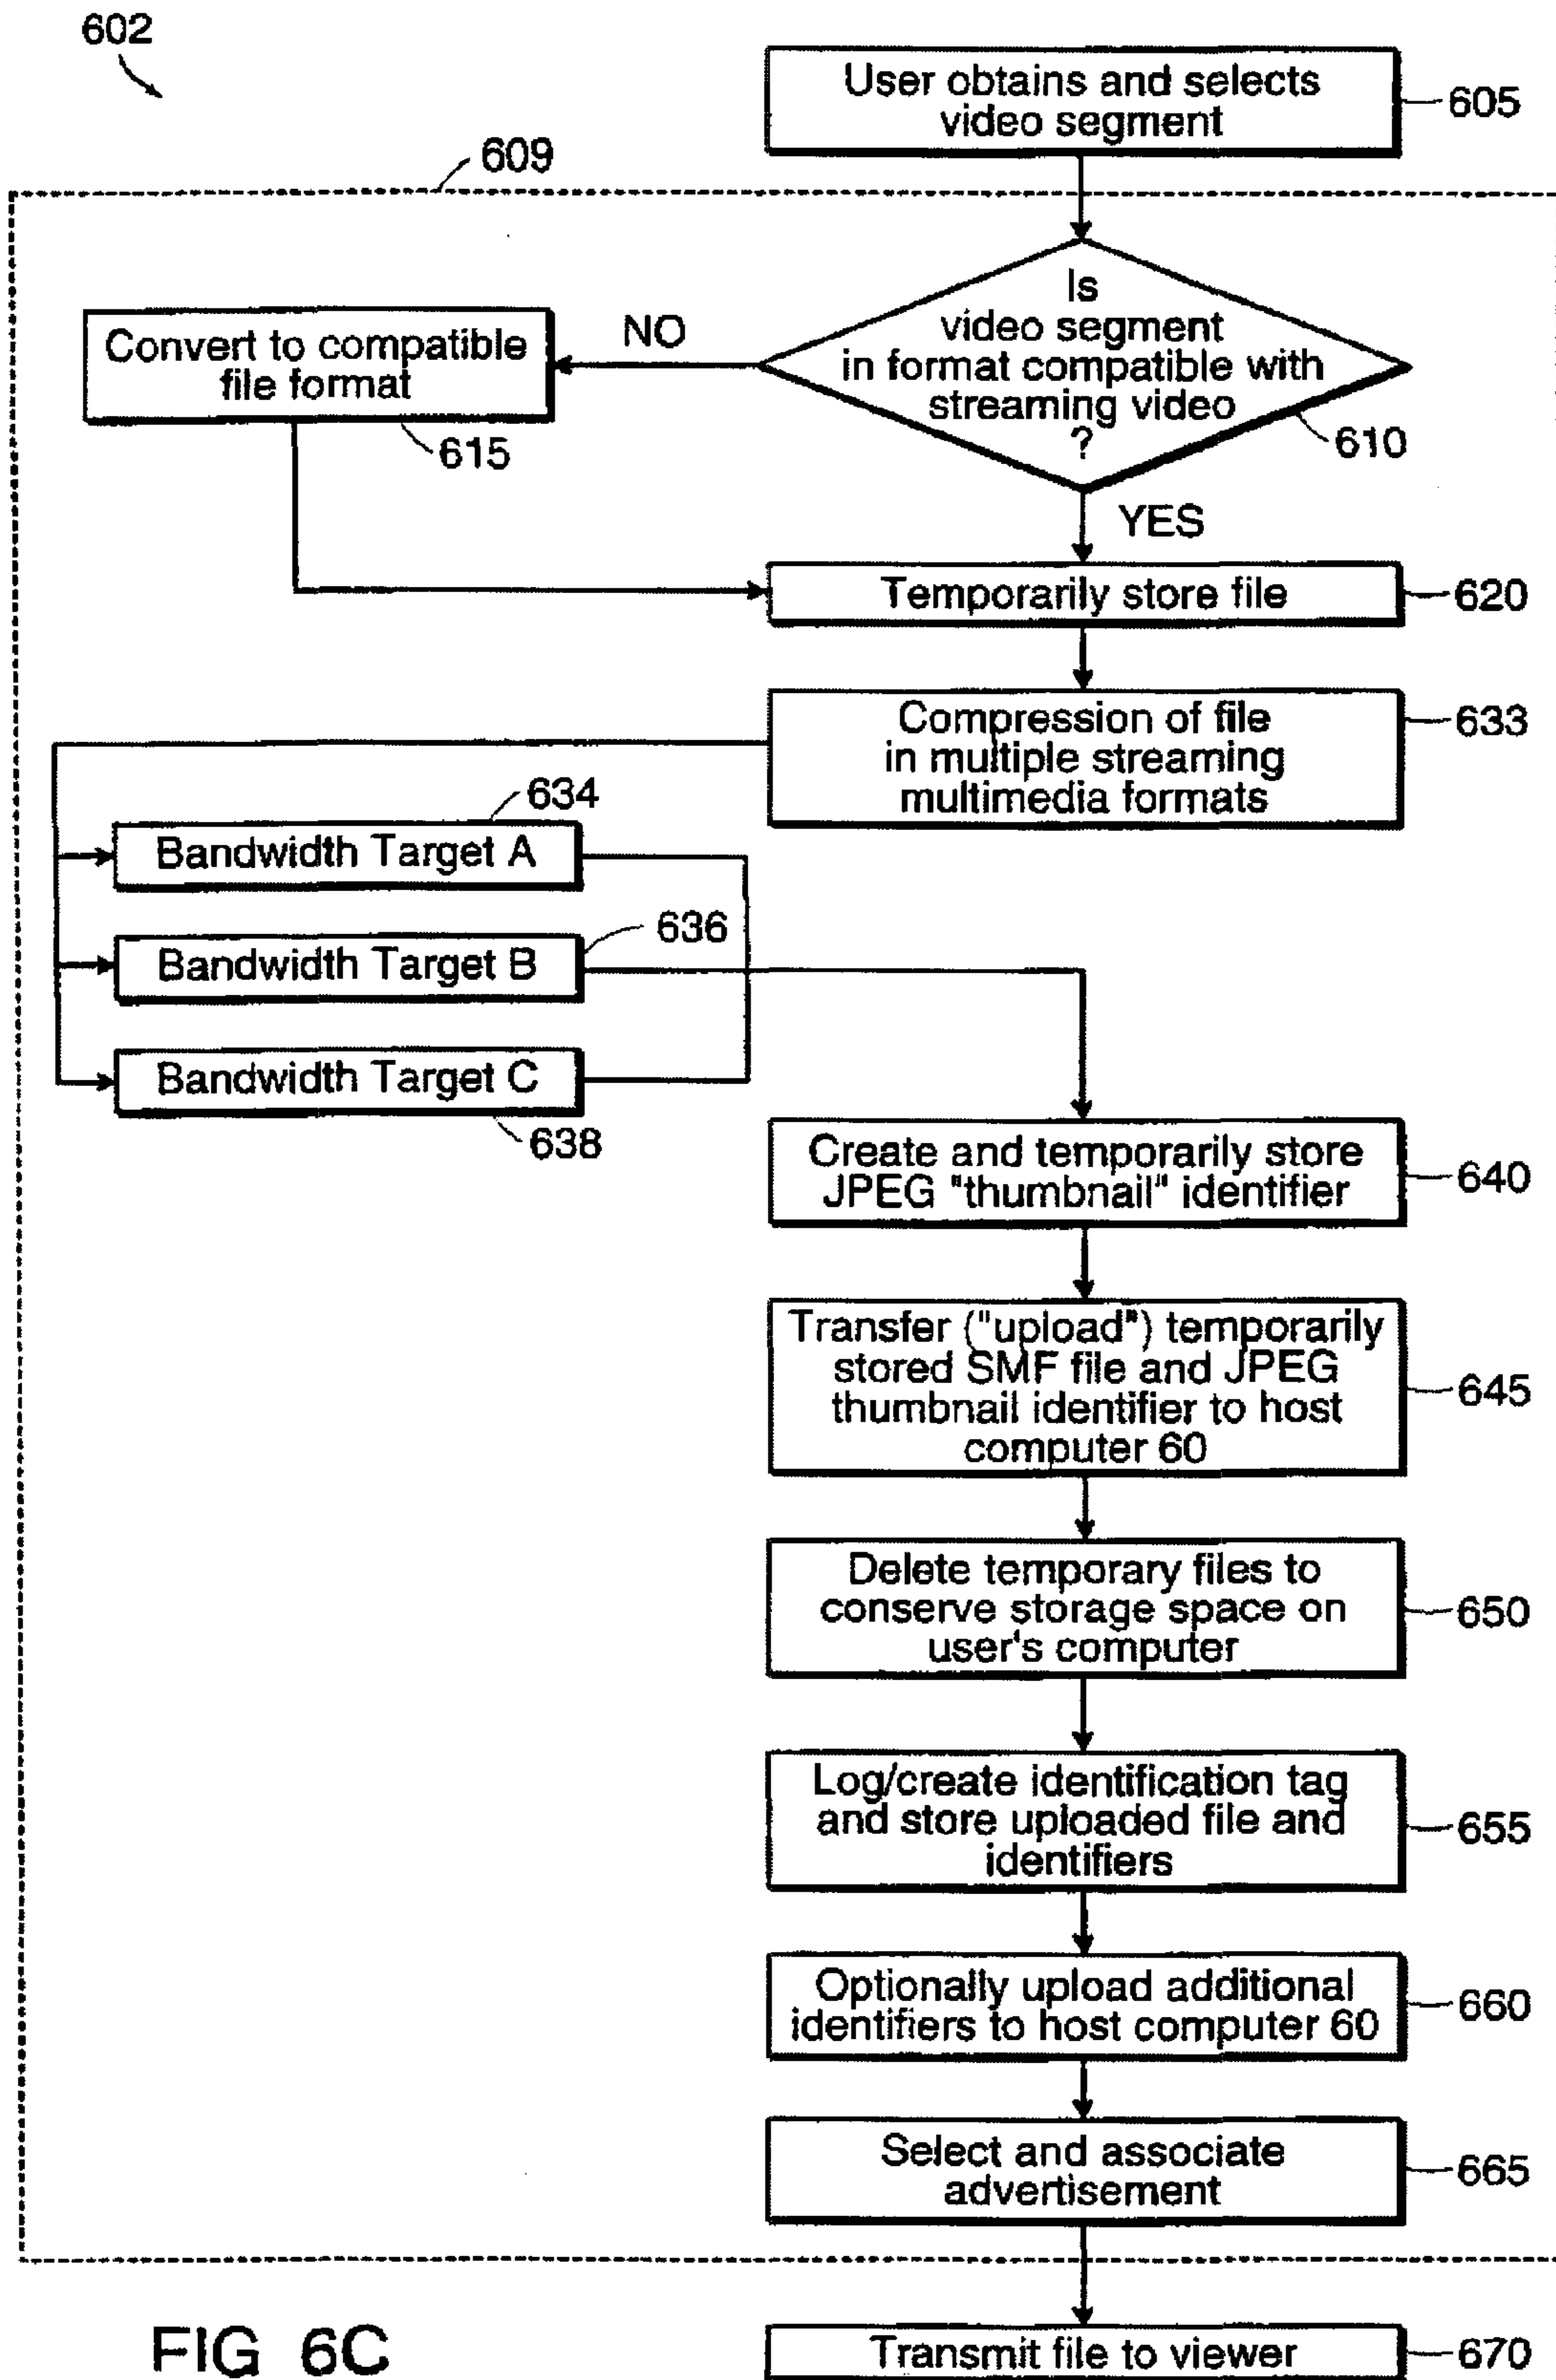 602
User obtains and selects
video segment
605
609
Is
video segment
in format compatible with
streaming video
?
610
NO
Convert to compatible
file format
615
YES
Temporarily store file
620
Compression of file
in multiple streaming
multimedia formats
633
634
Bandwidth Target A
636
Bandwidth Target B
Bandwidth Target C
638
Create and temporarily store
JPEG "thumbnail" identifier
640
Transfer ("upload") temporarily
stored SMF file and JPEG
thumbnail identifier to host
computer 60
645
Delete temporary files to
conserve storage space on
user's computer
650
Log/create identification tag
and store uploaded file and
identifiers
655
Optionally upload additional
identifiers to host computer 60
660
Select and associate
advertisement
665
Transmit file to viewer
670
FIG 6C